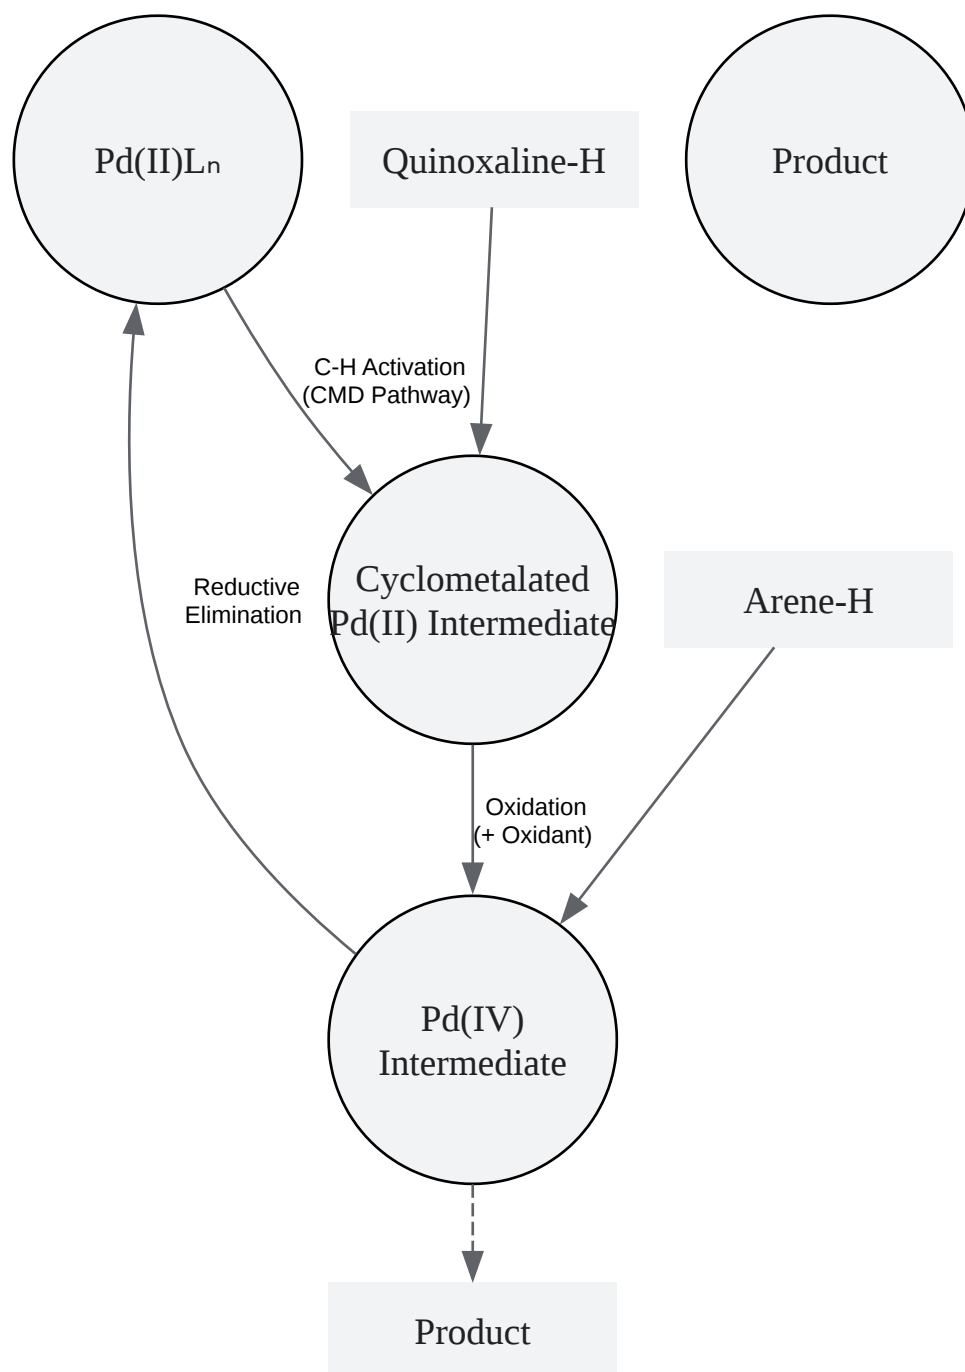 Pd(II)Lₙ
Quinoxaline-H
Product
C-H Activation
(CMD Pathway)
Cyclometalated
Pd(II) Intermediate
Arene-H
Reductive
Elimination
Oxidation
(+ Oxidant)
Pd(IV)
Intermediate
Product